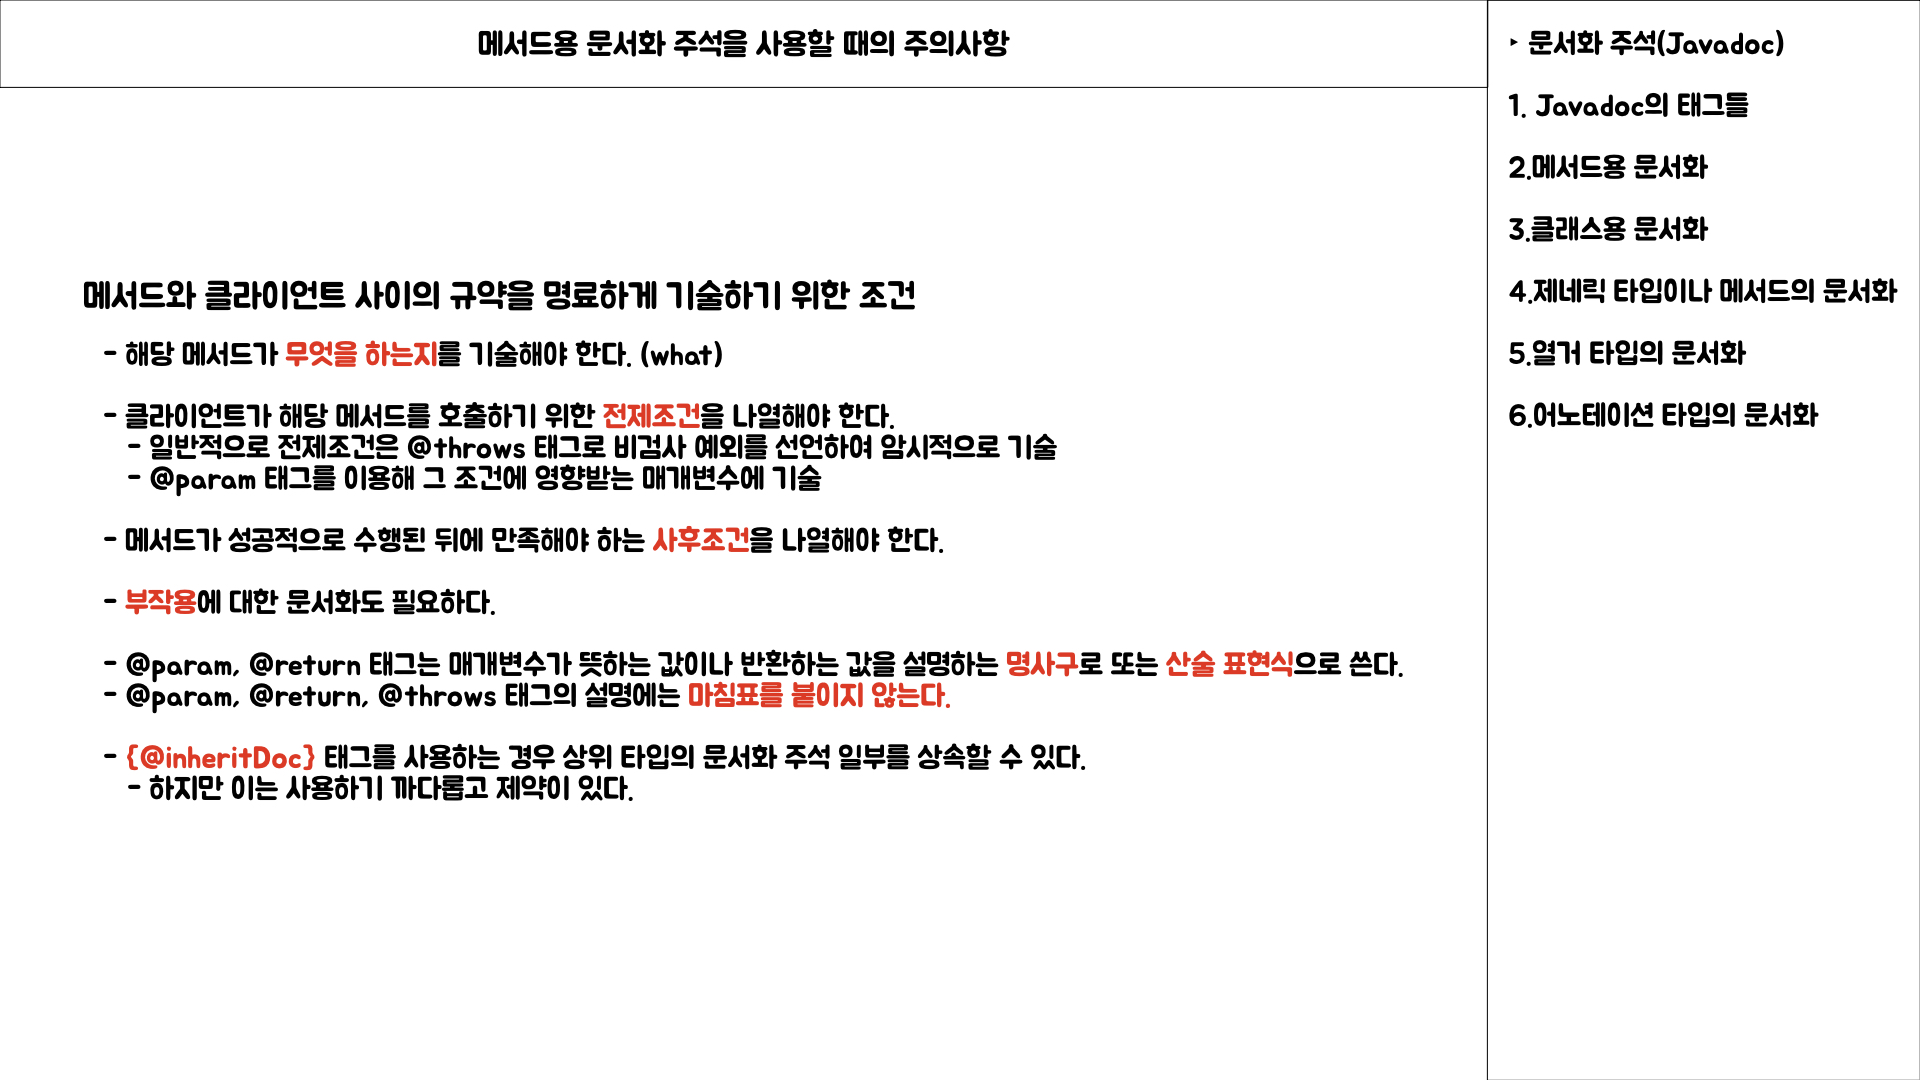 메서드용 문서화 주석을 사용할 때의 주의사항
메서드와 클라이언트 사이의 규약을 명료하게 기술하기 위한 조건
- 해당 메서드가 무엇을 하는지를 기술해야 한다. (what)
- 클라이언트가 해당 메서드를 호출하기 위한 전제조건을 나열해야 한다.
- 일반적으로 전제조건은 @throws 태그로 비검사 예외를 선언하여 암시적으로 기술
- @param 태그를 이용해 그 조건에 영향받는 매개변수에 기술
- 메서드가 성공적으로 수행된 뒤에 만족해야 하는 사후조건을 나열해야 한다.
- 부작용에 대한 문서화도 필요하다.
- @param, @return 태그는 매개변수가 뜻하는 값이나 반환하는 값을 설명하는 명사구로 또는 산술 표현식으로 쓴다.
- @param, @return, @throws 태그의 설명에는 마침표를 붙이지 않는다.
- {@inheritDoc} 태그를 사용하는 경우 상위 타입의 문서화 주석 일부를 상속할 수 있다.
- 하지만 이는 사용하기 까다롭고 제약이 있다.
‣ 문서화 주석(Javadoc)
1. Javadoc의 태그들
2.메서드용 문서화
3.클래스용 문서화
4.제네릭 타입이나 메서드의 문서화
5.열거 타입의 문서화
6.어노테이션 타입의 문서화